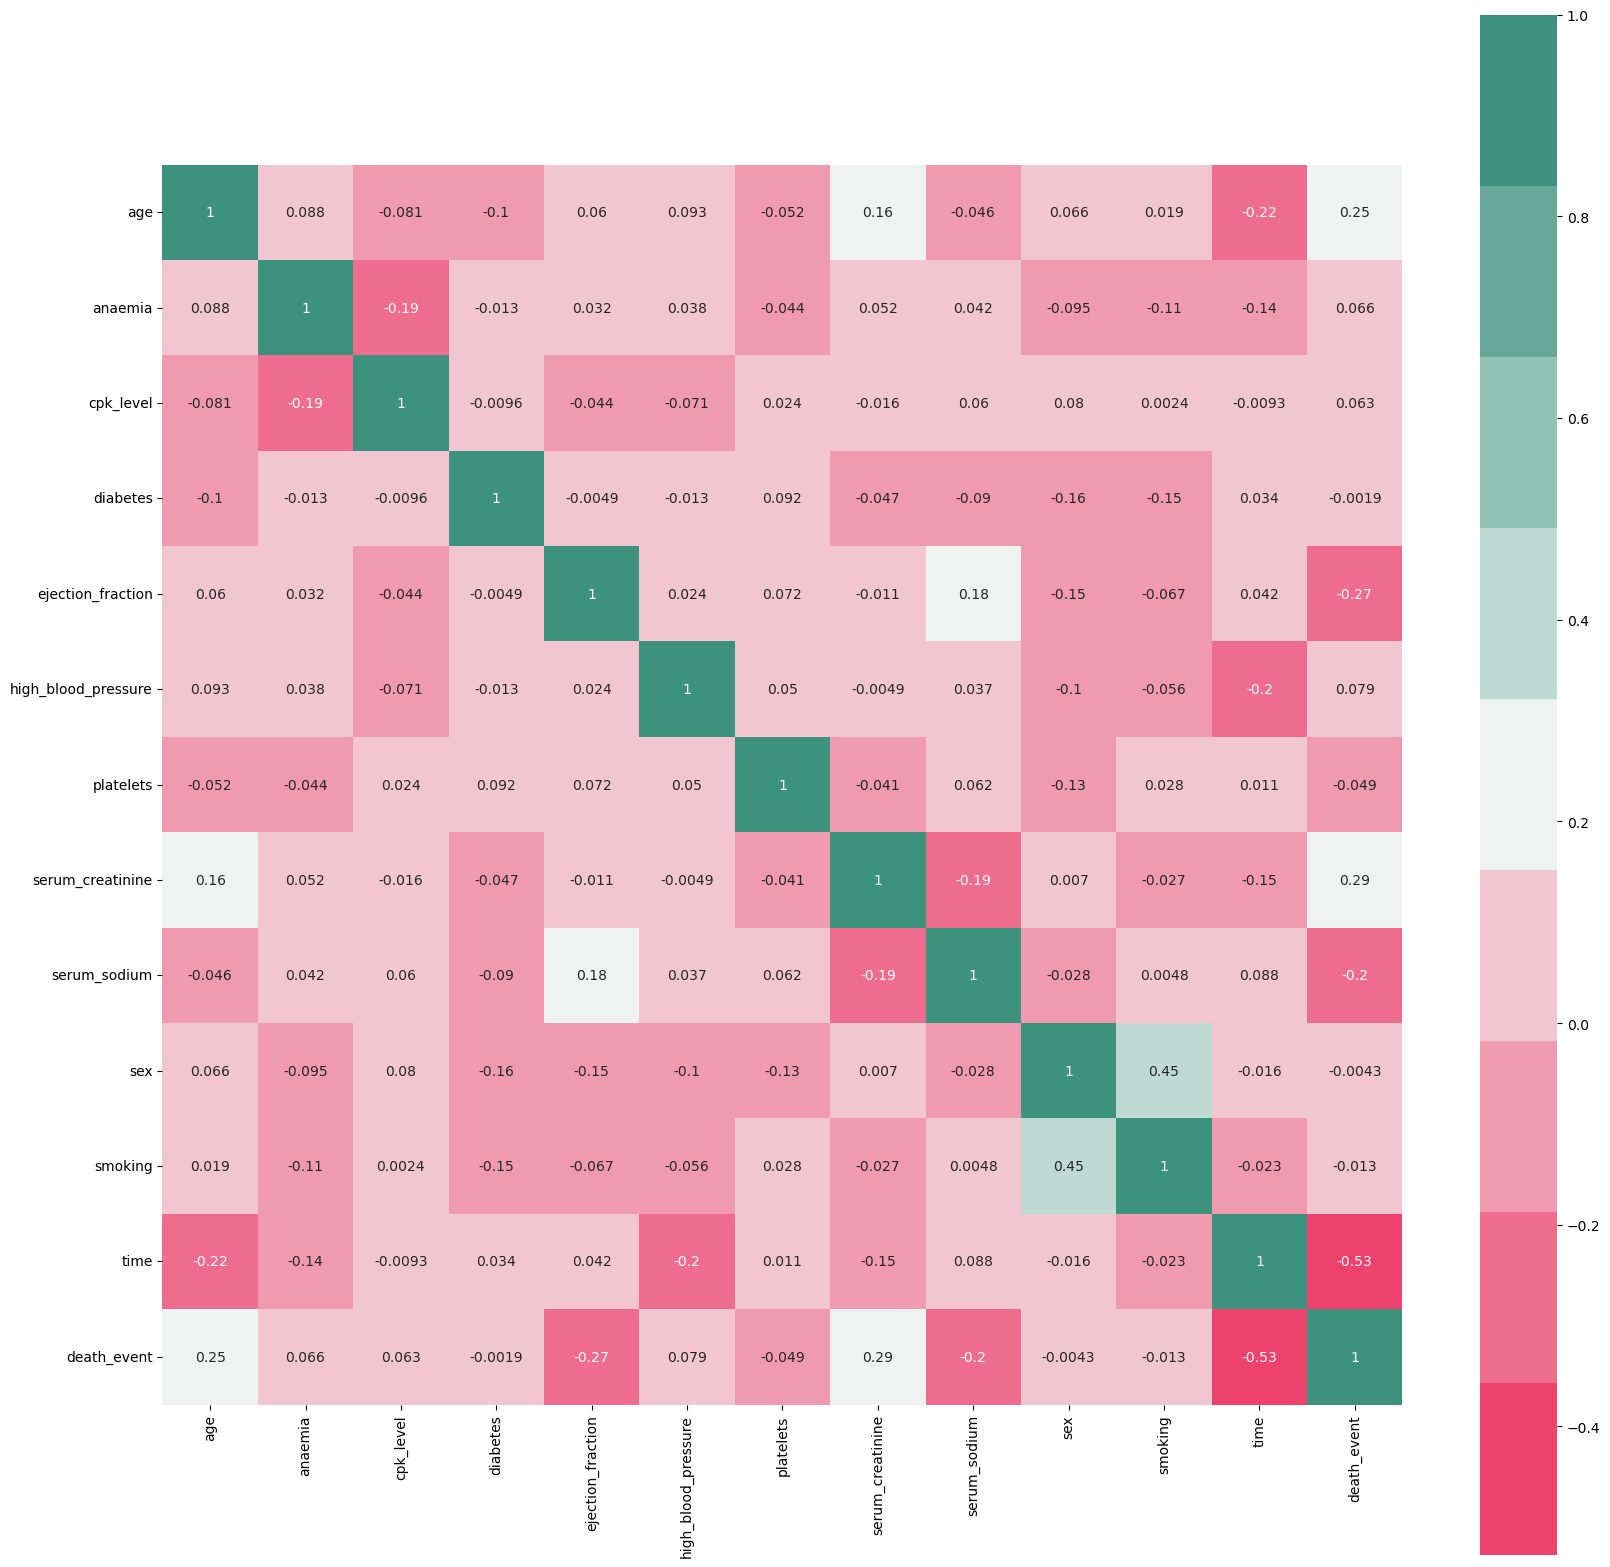 age 1 0.088 -0.081 -0.1 0.06 0.093 -0.052 0.16 -0.046 0.066 0.019 -0.22 0.25
anaemia 0.088 1 -0.19 -0.013 0.032 0.038 -0.044 0.052 0.042 -0.095 -0.11 -0.14 0.066
cpk_level -0.081 -0.19 1 -0.0096 -0.044 -0.071 0.024 -0.016 0.06 0.08 0.0024 -0.0093 0.063
diabetes -0.1 -0.013 -0.0096 1 -0.0049 -0.013 0.092 -0.047 -0.09 -0.16 -0.15 0.034 -0.0019
ejection_fraction 0.06 0.032 -0.044 -0.0049 1 0.024 0.072 -0.011 0.18 -0.15 -0.067 0.042 -0.27
high_blood_pressure 0.093 0.038 -0.071 -0.013 0.024 1 0.05 -0.0049 0.037 -0.1 -0.056 -0.2 0.079
platelets -0.052 -0.044 0.024 0.092 0.072 0.05 1 -0.041 0.062 -0.13 0.028 0.011 -0.049
serum_creatinine 0.16 0.052 -0.016 -0.047 -0.011 -0.0049 -0.041 1 -0.19 0.007 -0.027 -0.15 0.29
serum_sodium -0.046 0.042 0.06 -0.09 0.18 0.037 0.062 -0.19 1 -0.028 0.0048 0.088 -0.2
sex 0.066 -0.095 0.08 -0.16 -0.15 -0.1 -0.13 0.007 -0.028 1 0.45 -0.016 -0.0043
smoking 0.019 -0.11 0.0024 -0.15 -0.067 -0.056 0.028 -0.027 0.0048 0.45 1 -0.023 -0.013
time -0.22 -0.14 -0.0093 0.034 0.042 -0.2 0.011 -0.15 0.088 -0.016 -0.023 1 -0.53
death_event 0.25 0.066 0.063 -0.0019 -0.27 0.079 -0.049 0.29 -0.2 -0.0043 -0.013 -0.53 1
age
anaemia
cpk_level
diabetes
ejection_fraction
high_blood_pressure
platelets
serum_creatinine
serum_sodium
sex
smoking
time
death_event
1.0
0.8
0.6
0.4
0.2
0.0
−0.2
−0.4